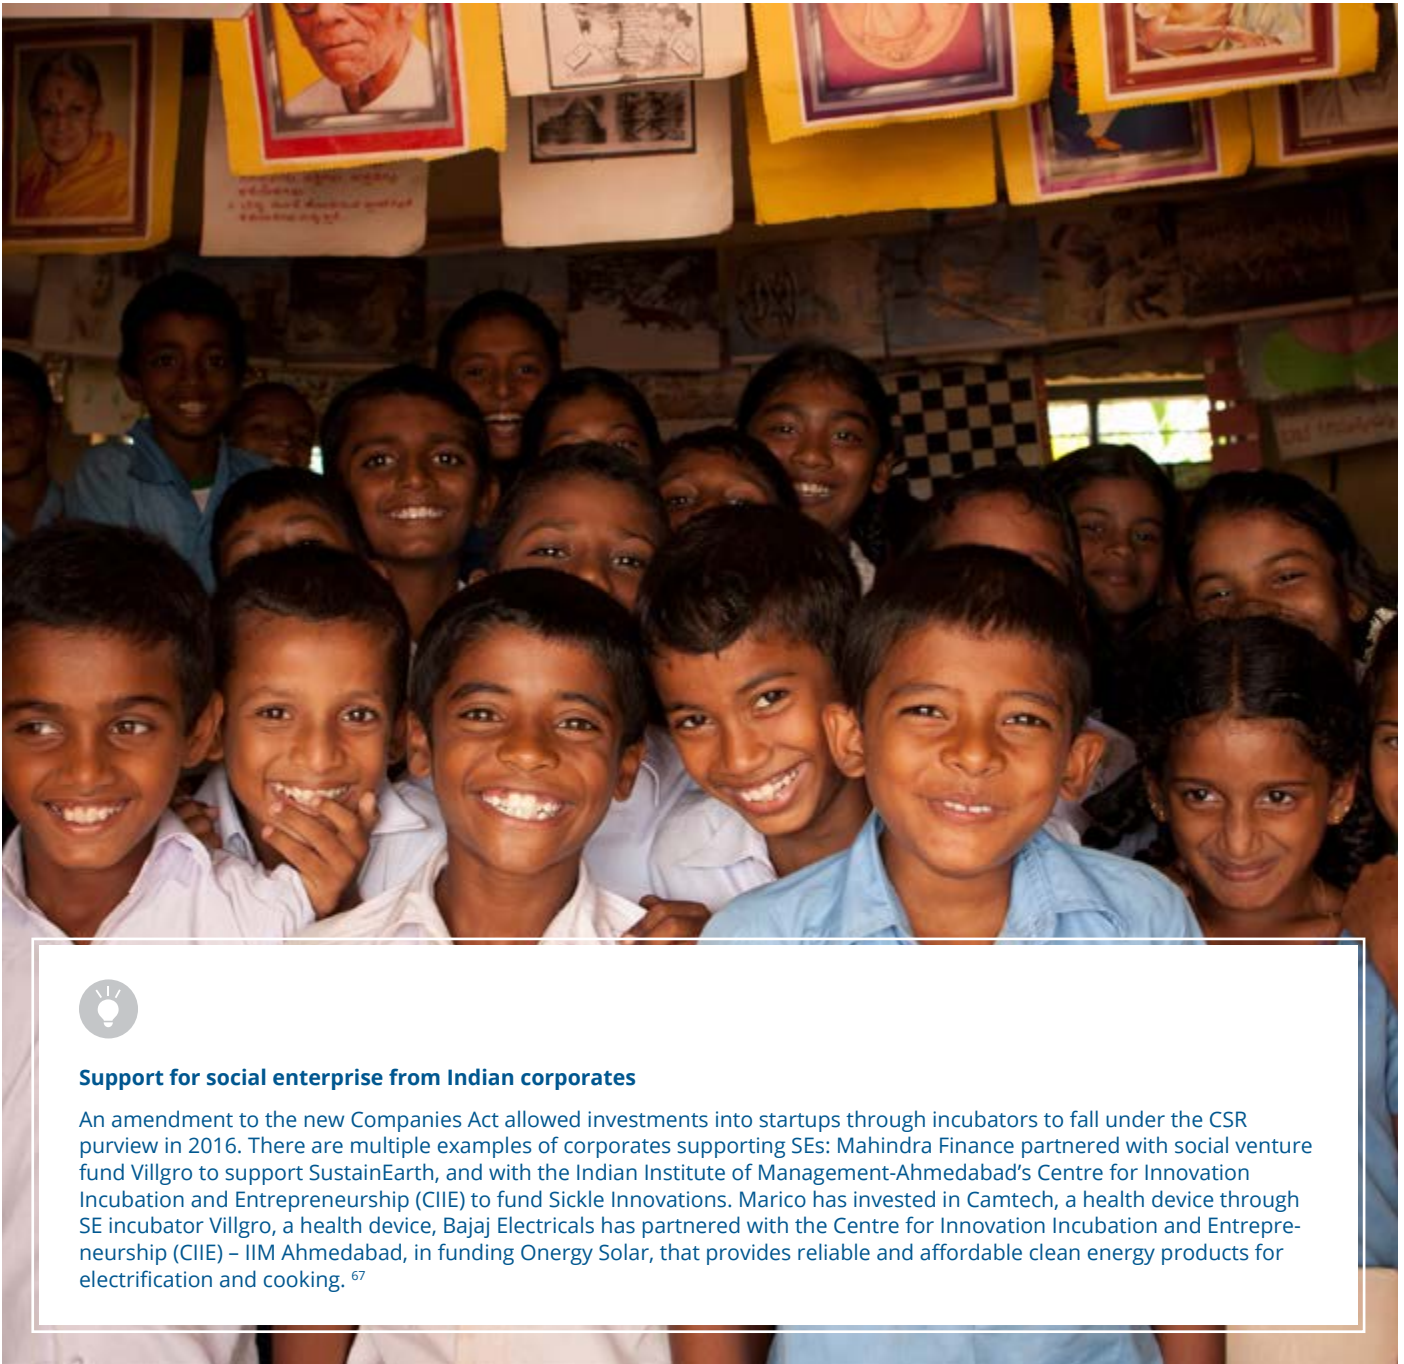 Support for social enterprise from Indian corporates
An amendment to the new Companies Act allowed investments into startups through incubators to fall under the CSR
purview in 2016. There are multiple examples of corporates supporting SEs: Mahindra Finance partnered with social venture
fund Villgro to support SustainEarth, and with the Indian Institute of Management-Ahmedabad’s Centre for Innovation
Incubation and Entrepreneurship (CIIE) to fund Sickle Innovations. Marico has invested in Camtech, a health device through
SE incubator Villgro, a health device, Bajaj Electricals has partnered with the Centre for Innovation Incubation and Entrepre-
neurship (CIIE) – IIM Ahmedabad, in funding Onergy Solar, that provides reliable and affordable clean energy products for
electrification and cooking. 67